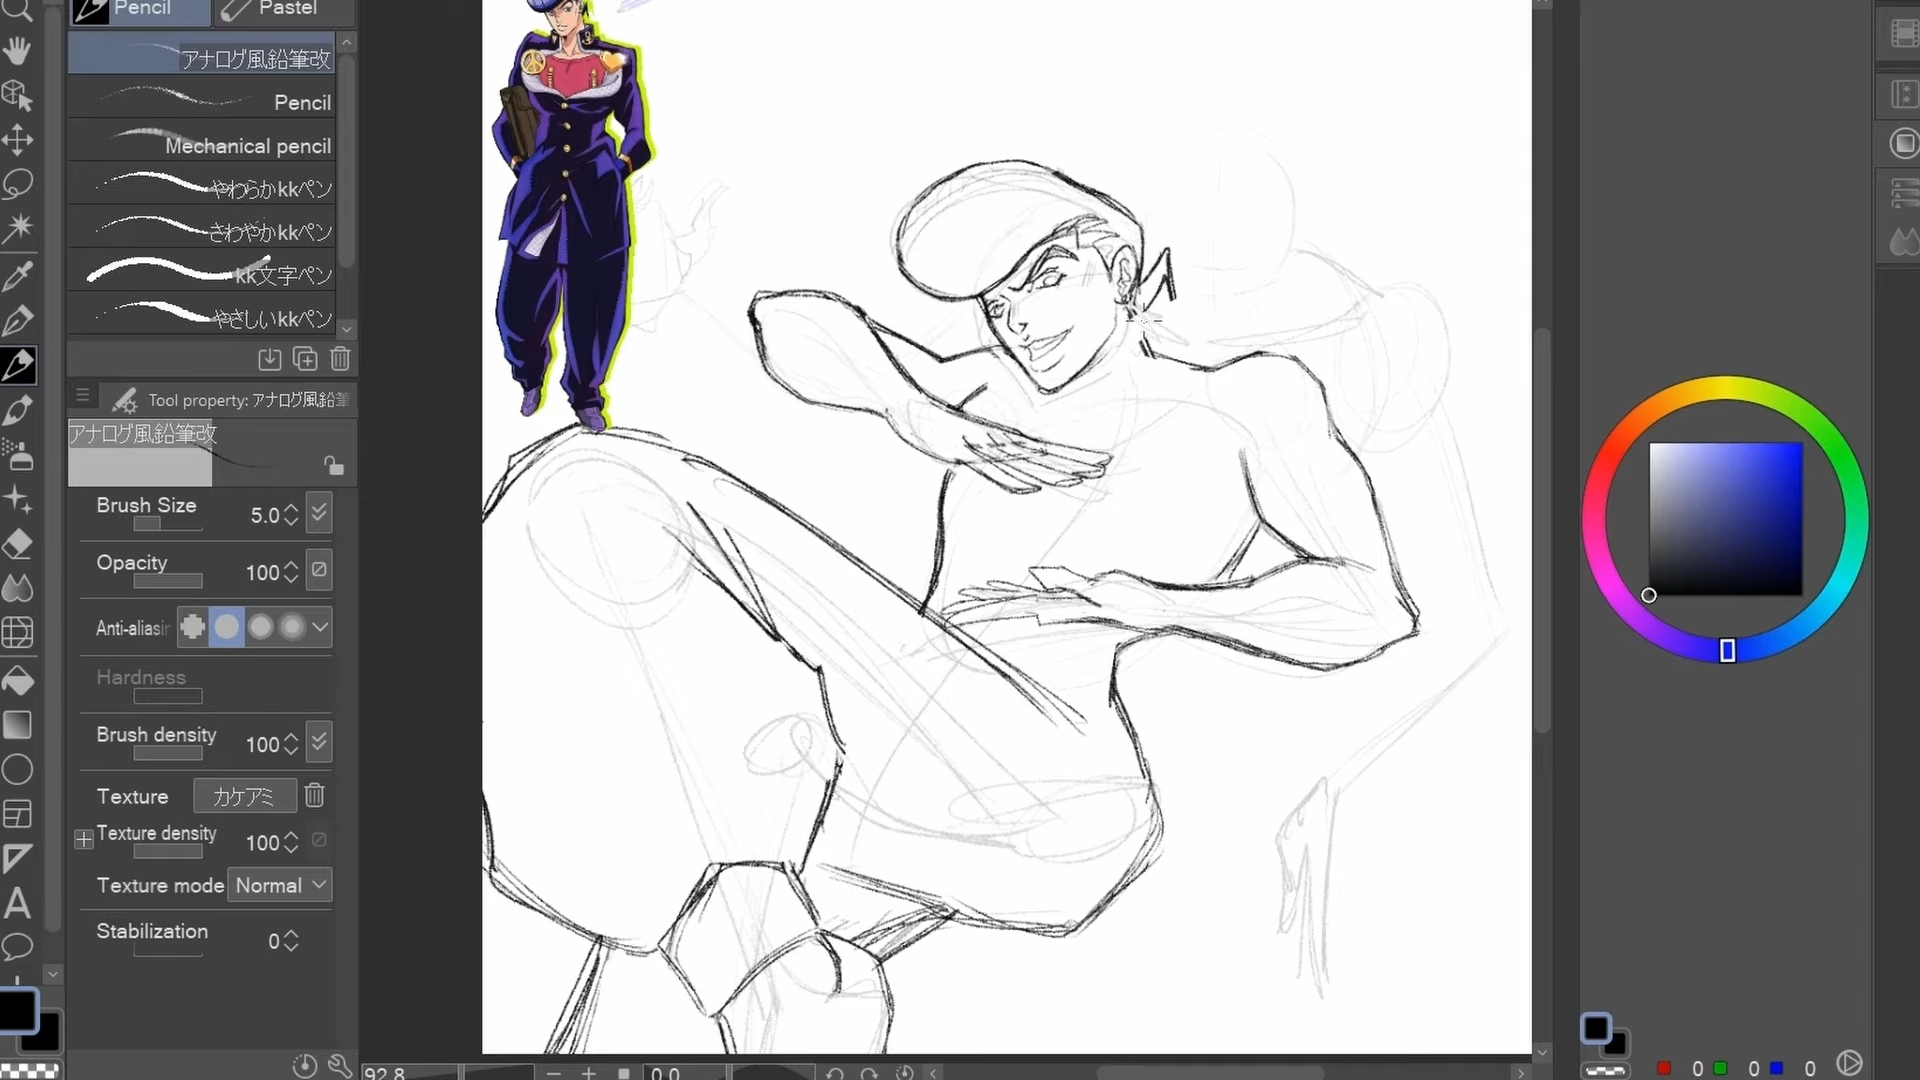 Pencil
Pastel
アナログ風鉛筆改
Pencil
Mechanical pencil
やわらかkkペン
さわやかkkペン
kk文字ペン
やさしいkkペン
Tool property: アナログ風鉛筆
アナログ風鉛筆改
Brush Size 5.0
Opacity 100
Anti-aliasin
Hardness
Brush density 100
Texture カケアミ
Texture density 100
Texture mode Normal
Stabilization 0
92.8
0.0
0 0 0